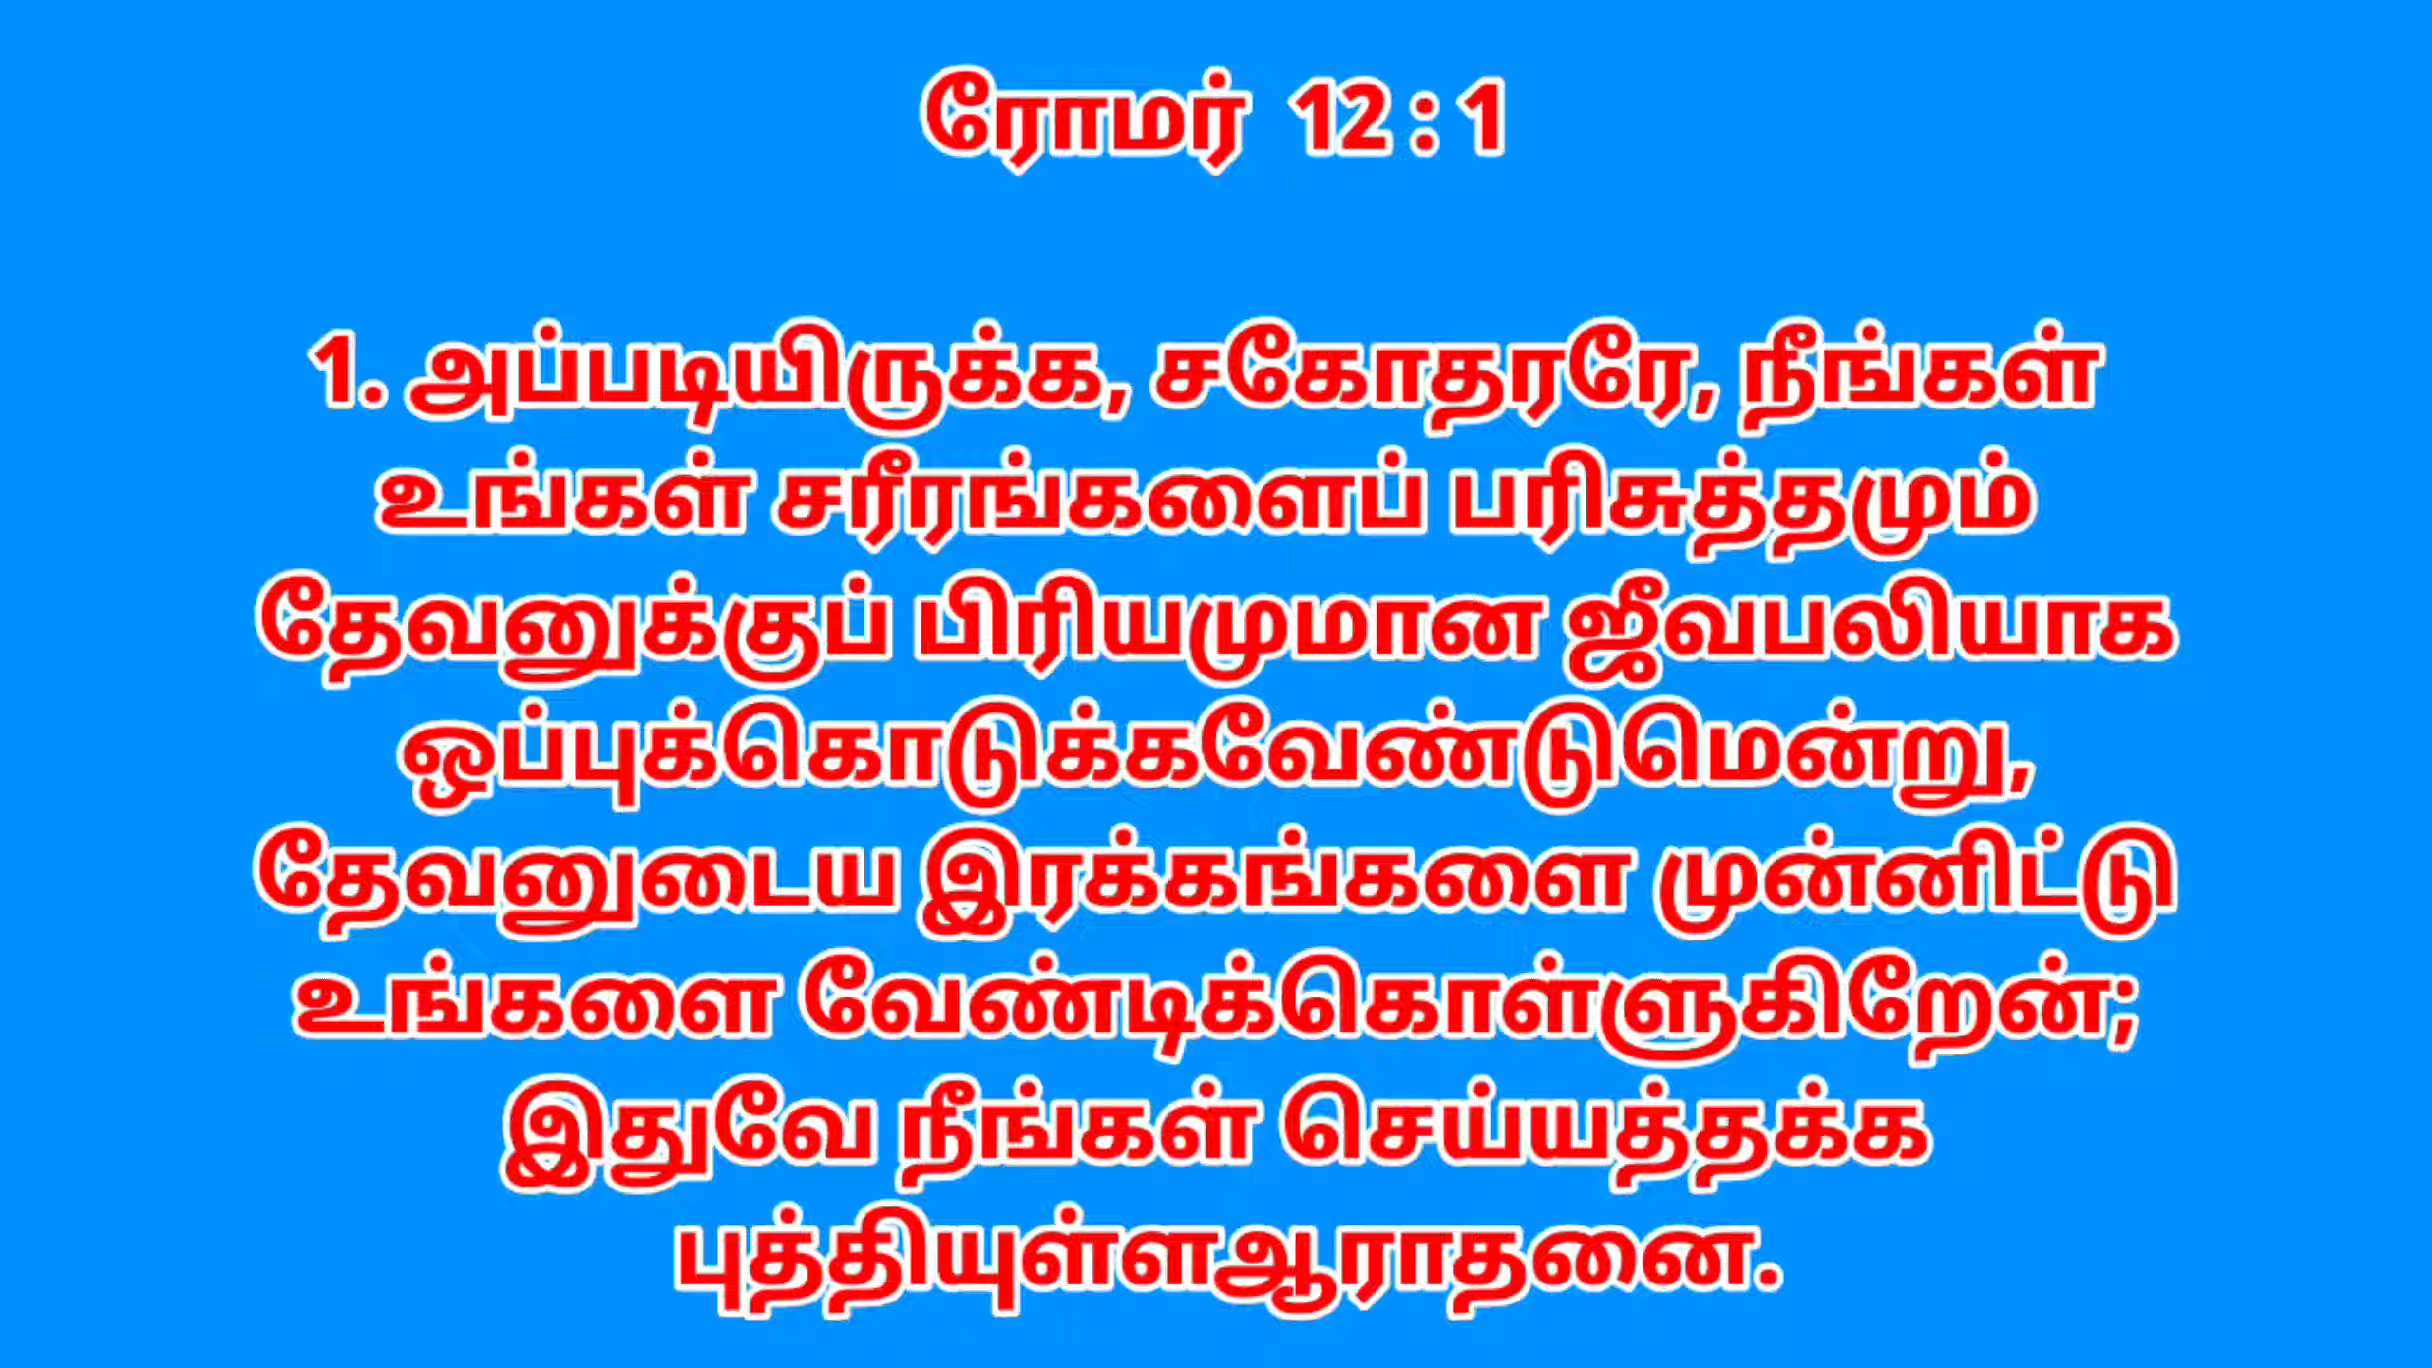 ரோமர் 12 : 1
1. அப்படியிருக்க, சகோதரரே, நீங்கள்
உங்கள் சரீரங்களைப் பரிசுத்தமும்
தேவனுக்குப் பிரியமுமான ஜீவபலியாக
ஒப்புக்கொடுக்கவேண்டுமென்று,
தேவனுடைய இரக்கங்களை முன்னிட்டு
உங்களை வேண்டிக்கொள்ளுகிறேன்;
இதுவே நீங்கள் செய்யத்தக்க
புத்தியுள்ளஆராதனை.